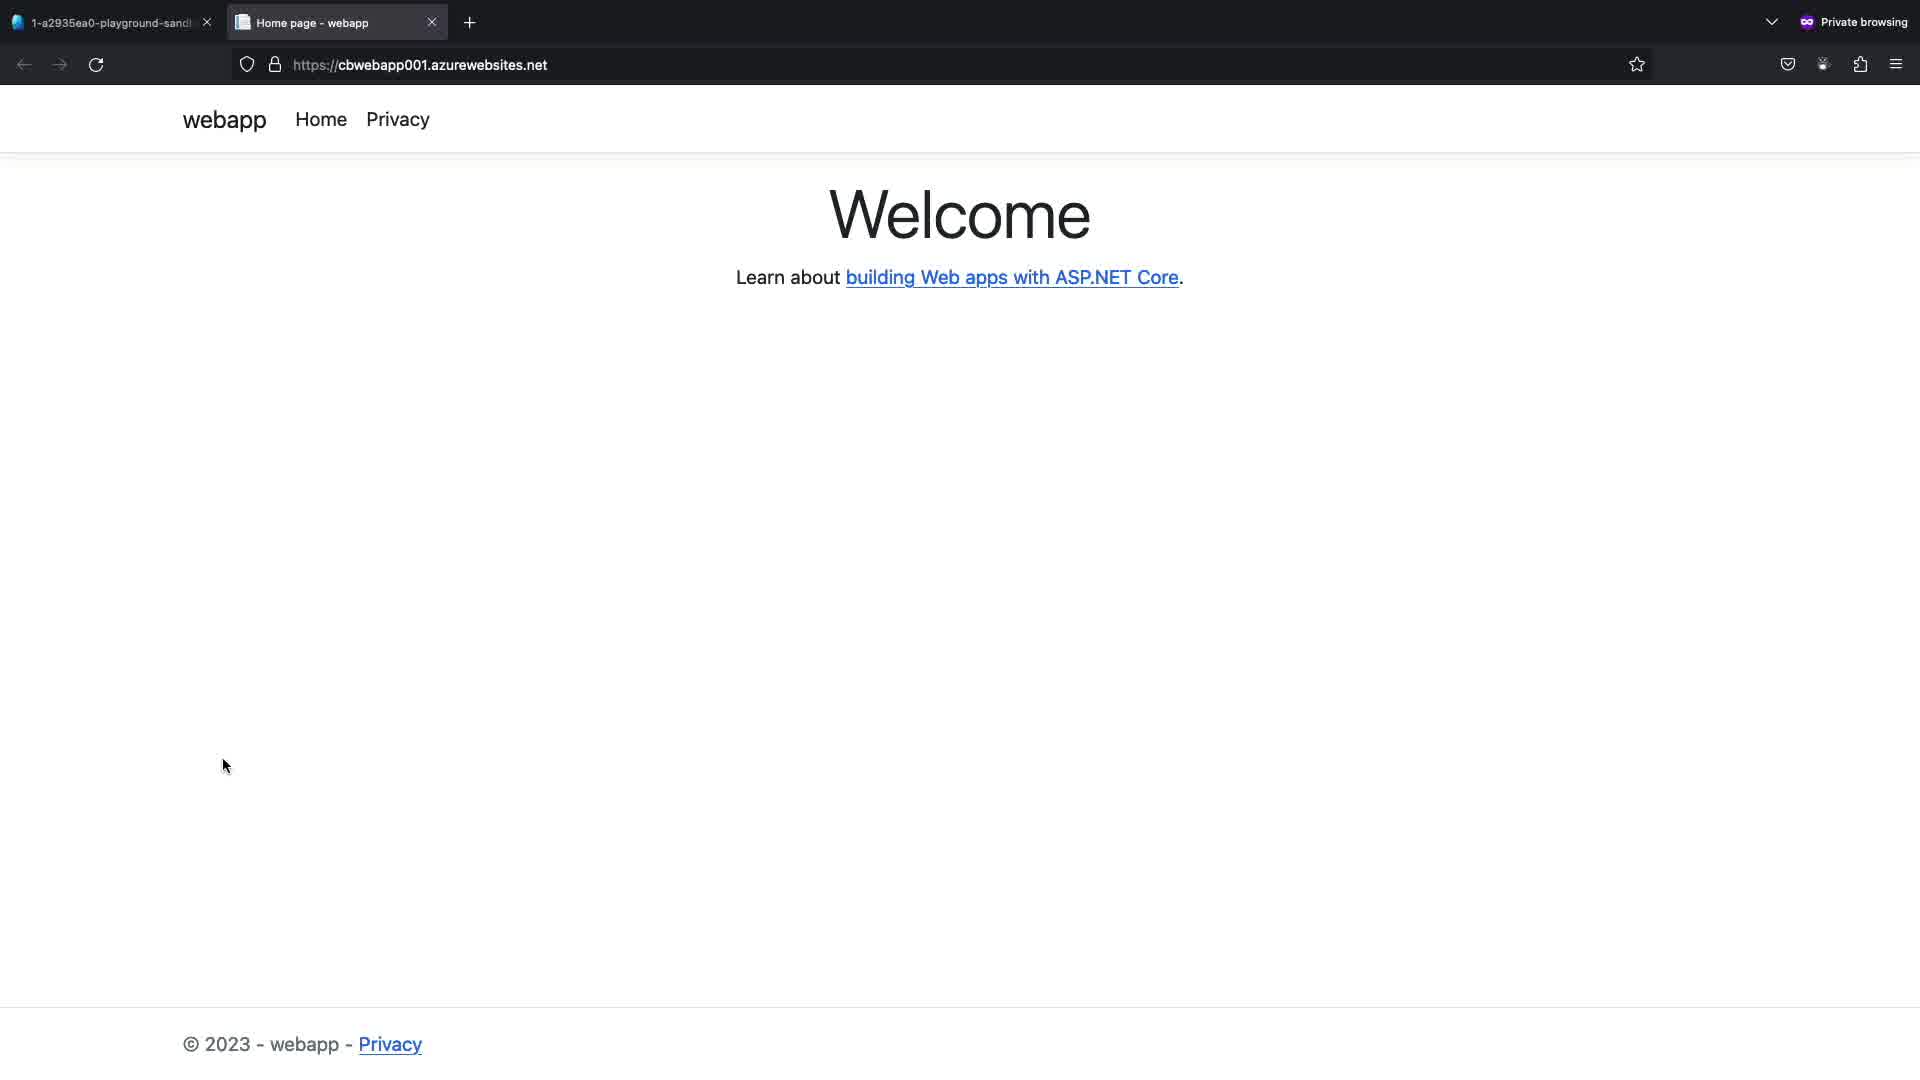 1-a2935ea0-playground-sand
Home page - webapp
Private browsing
https://cbwebapp001.azurewebsites.net
webapp Home Privacy
Welcome
Learn about building Web apps with ASP.NET Core.
© 2023 - webapp - Privacy